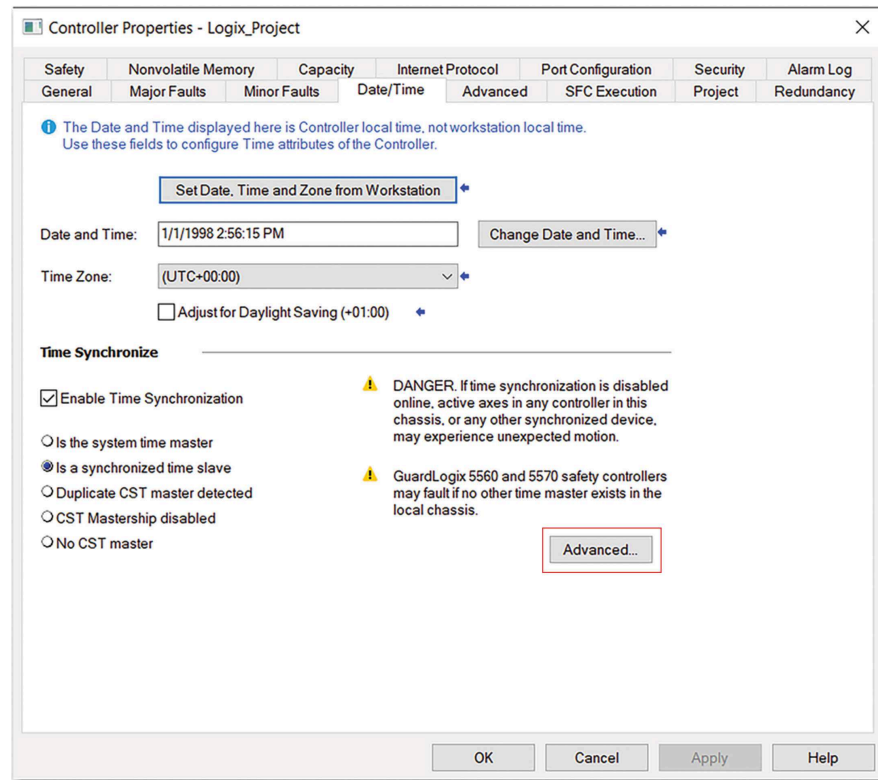 Controller Properties - Logix_Project
Safety Nonvolatile Memory Capacity Internet Protocol Port Configuration Security Alarm Log
General Major Faults Minor Faults Date/Time Advanced SFC Execution Project Redundancy
The Date and Time displayed here is Controller local time, not workstation local time.
Use these fields to configure Time attributes of the Controller.
Set Date, Time and Zone from Workstation
Date and Time: 1/1/1998 2:56:15 PM Change Date and Time...
Time Zone: (UTC+00:00)
Adjust for Daylight Saving (+01:00)
Time Synchronize
Enable Time Synchronization
Is the system time master
Is a synchronized time slave
Duplicate CST master detected
CST Mastership disabled
No CST master
DANGER. If time synchronization is disabled
online, active axes in any controller in this
chassis, or any other synchronized device,
may experience unexpected motion.
GuardLogix 5560 and 5570 safety controllers
may fault if no other time master exists in the
local chassis.
Advanced...
OK Cancel Apply Help